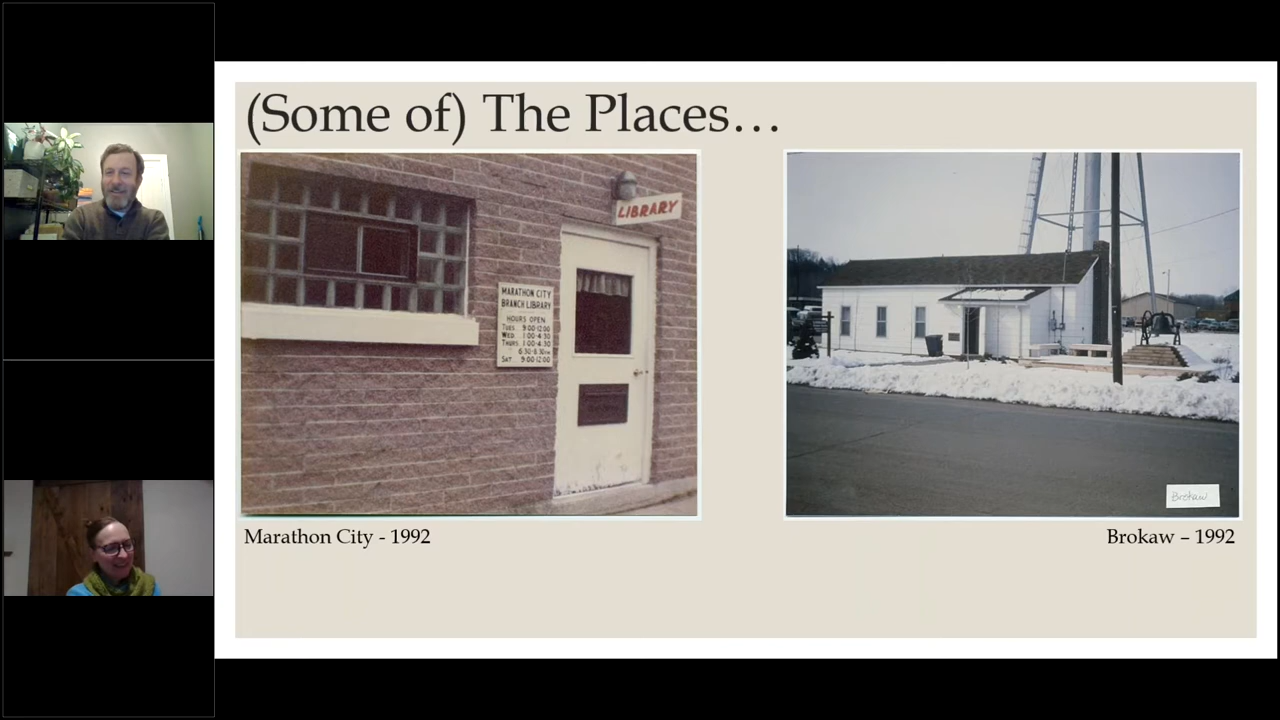 (Some of) The Places…
LIBRARY
MARATHON CITY
BRANCH LIBRARY
HOURS OPEN
TUES. 9:00-12:00
WED. 1:00-4:30
THURS. 1:00-4:30
6:30-8:30
SAT. 9:00-12:00
Brokaw
Marathon City - 1992
Brokaw – 1992